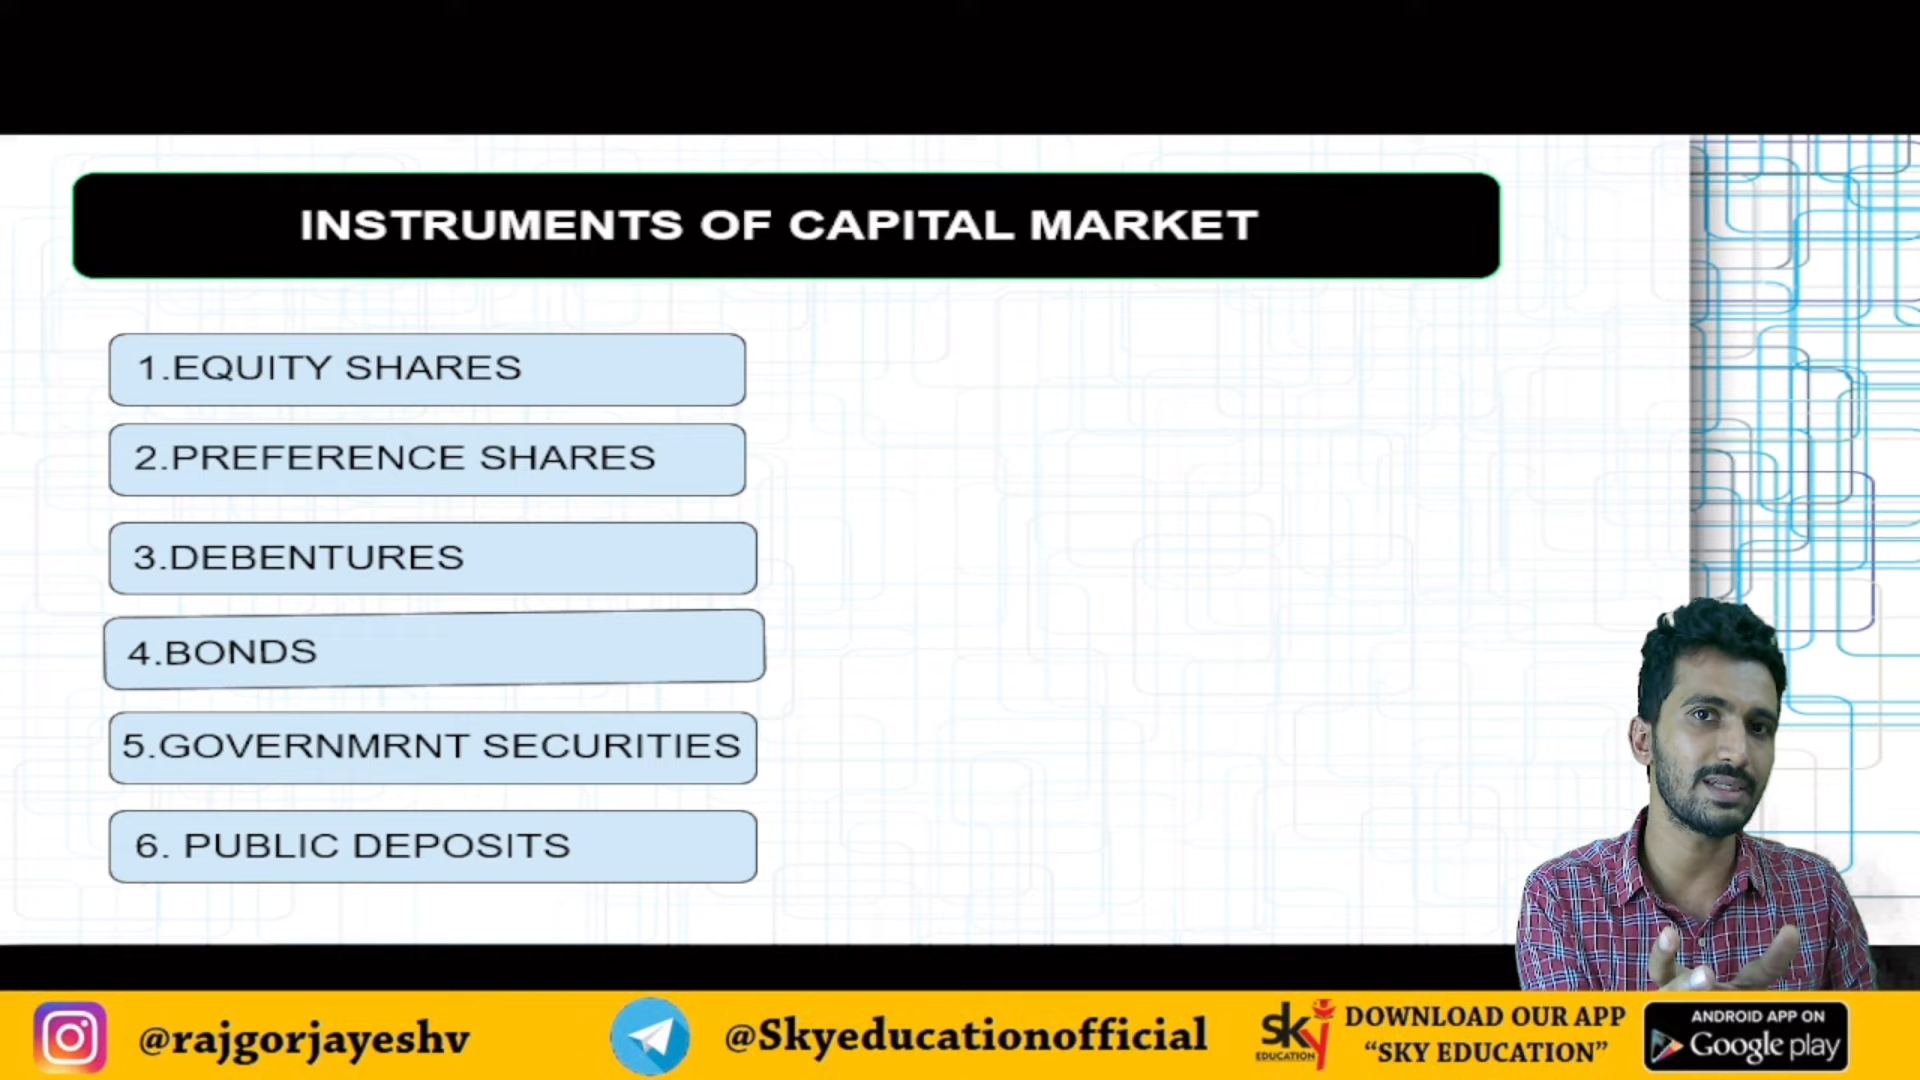 INSTRUMENTS OF CAPITAL MARKET
1.EQUITY SHARES
2.PREFERENCE SHARES
3.DEBENTURES
4.BONDS
5.GOVERNMRNT SECURITIES
6. PUBLIC DEPOSITS
@rajgorjayeshv
@Skyeducationofficial
sky
EDUCATION
DOWNLOAD OUR APP
“SKY EDUCATION”
ANDROID APP ON
Google play